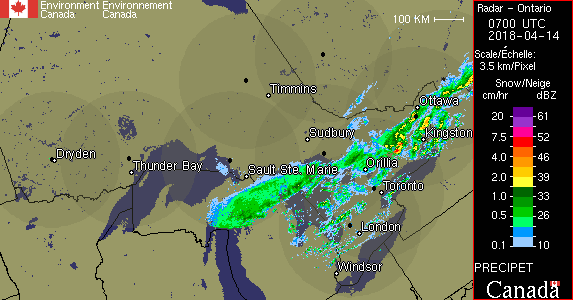 Environment Environnement
Canada Canada
100 KM
Timmins
Ottawa
Sudbury
Kingston
Dryden
Thunder Bay
Sault Ste. Marie
Orillia
Toronto
London
Windsor
Radar - Ontario
0700 UTC
2018-04-14
Scale/Échelle:
3.5 km/Pixel
Snow/Neige
cm/hr dBZ
20 61
7.5 52
4.0 46
2.0 39
1.0 33
0.5 26
0.1 10
PRECIPET
Canada